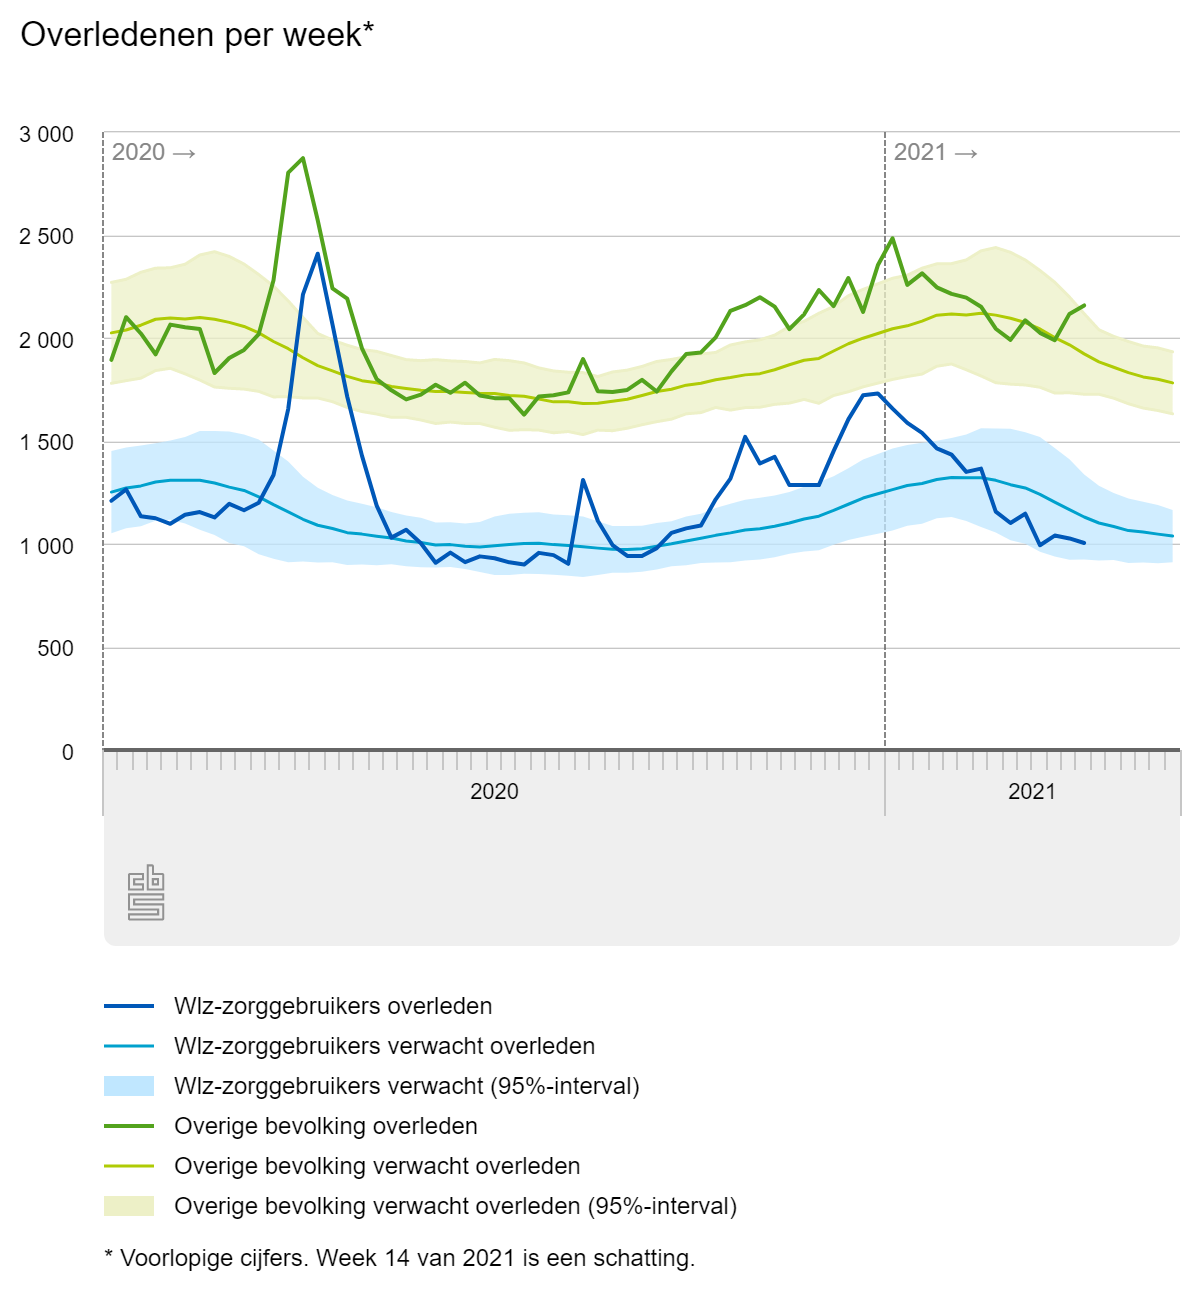 Overledenen per week*
3 000
2020 →
2021 →
2 500
2 000
1 500
1 000
500
0
2020
2021
cbs
Wlz-zorggebruikers overleden
Wlz-zorggebruikers verwacht overleden
Wlz-zorggebruikers verwacht (95%-interval)
Overige bevolking overleden
Overige bevolking verwacht overleden
Overige bevolking verwacht overleden (95%-interval)
* Voorlopige cijfers. Week 14 van 2021 is een schatting.